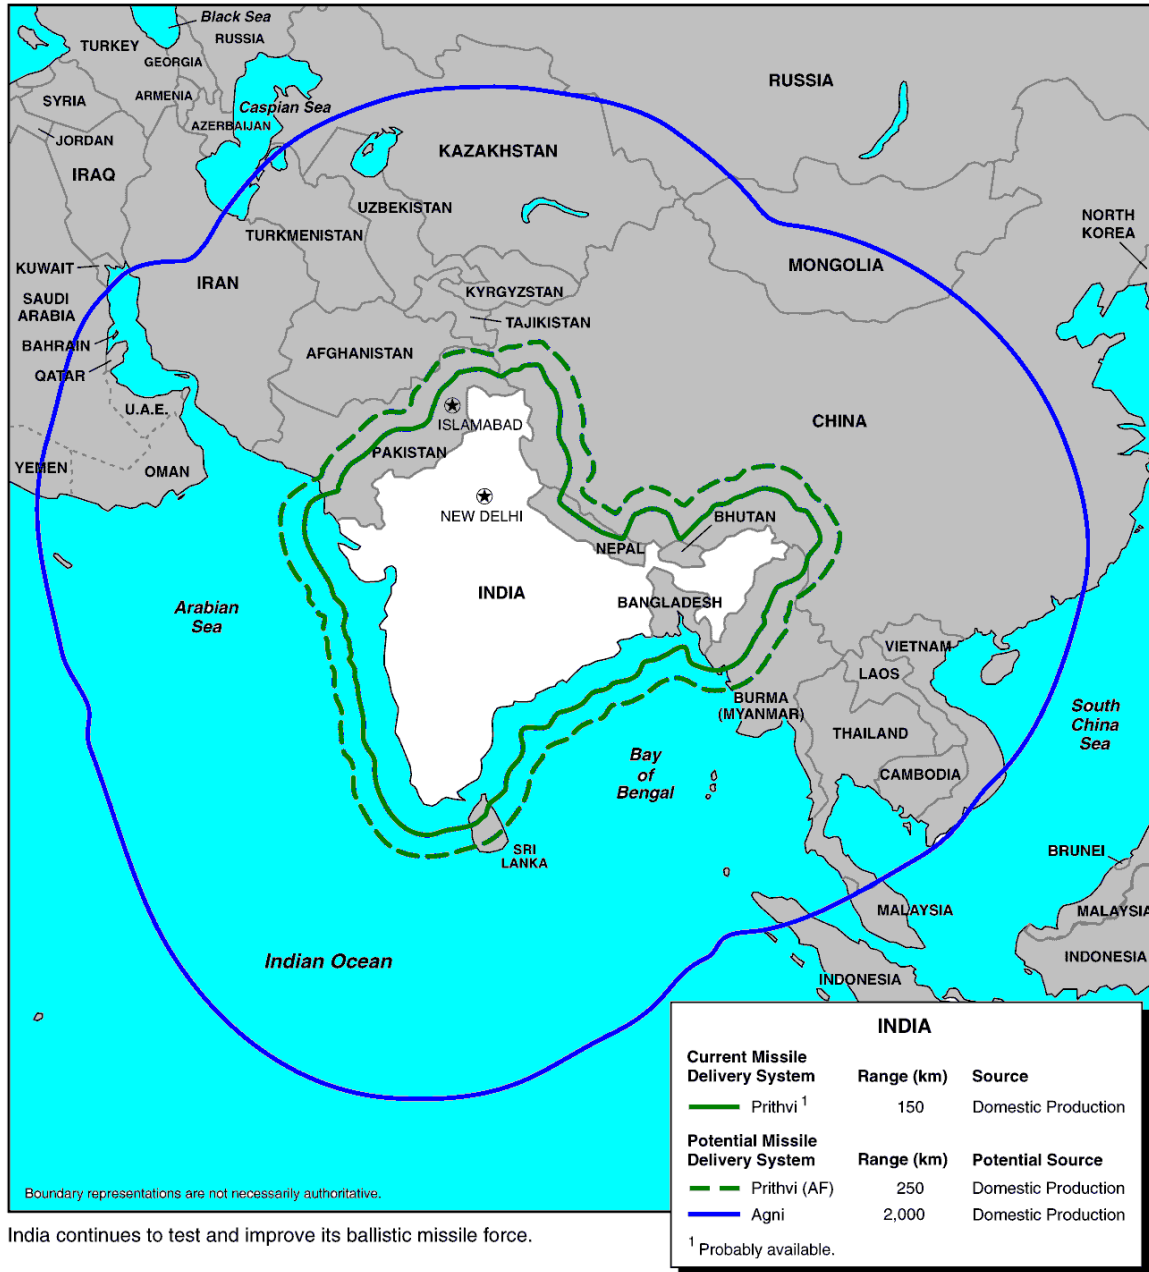 Black Sea
RUSSIA
TURKEY
GEORGIA
RUSSIA
SYRIA
ARMENIA
Caspian Sea
AZERBAIJAN
JORDAN
KAZAKHSTAN
IRAQ
UZBEKISTAN
NORTH
KOREA
TURKMENISTAN
MONGOLIA
KUWAIT
IRAN
KYRGYZSTAN
SAUDI
ARABIA
TAJIKISTAN
BAHRAIN
AFGHANISTAN
QATAR
U.A.E.
CHINA
ISLAMABAD
PAKISTAN
YEMEN
OMAN
NEW DELHI
BHUTAN
NEPAL
INDIA
BANGLADESH
Arabian
Sea
VIETNAM
LAOS
BURMA
(MYANMAR)
South
China
Sea
THAILAND
Bay
of
Bengal
CAMBODIA
SRI
LANKA
BRUNEI
MALAYSIA
MALAYSIA
Indian Ocean
INDONESIA
INDONESIA
INDIA
Current Missile
Delivery System Range (km) Source
Prithvi 1 150 Domestic Production
Potential Missile
Delivery System Range (km) Potential Source
Prithvi (AF) 250 Domestic Production
Agni 2,000 Domestic Production
1 Probably available.
Boundary representations are not necessarily authoritative.
India continues to test and improve its ballistic missile force.